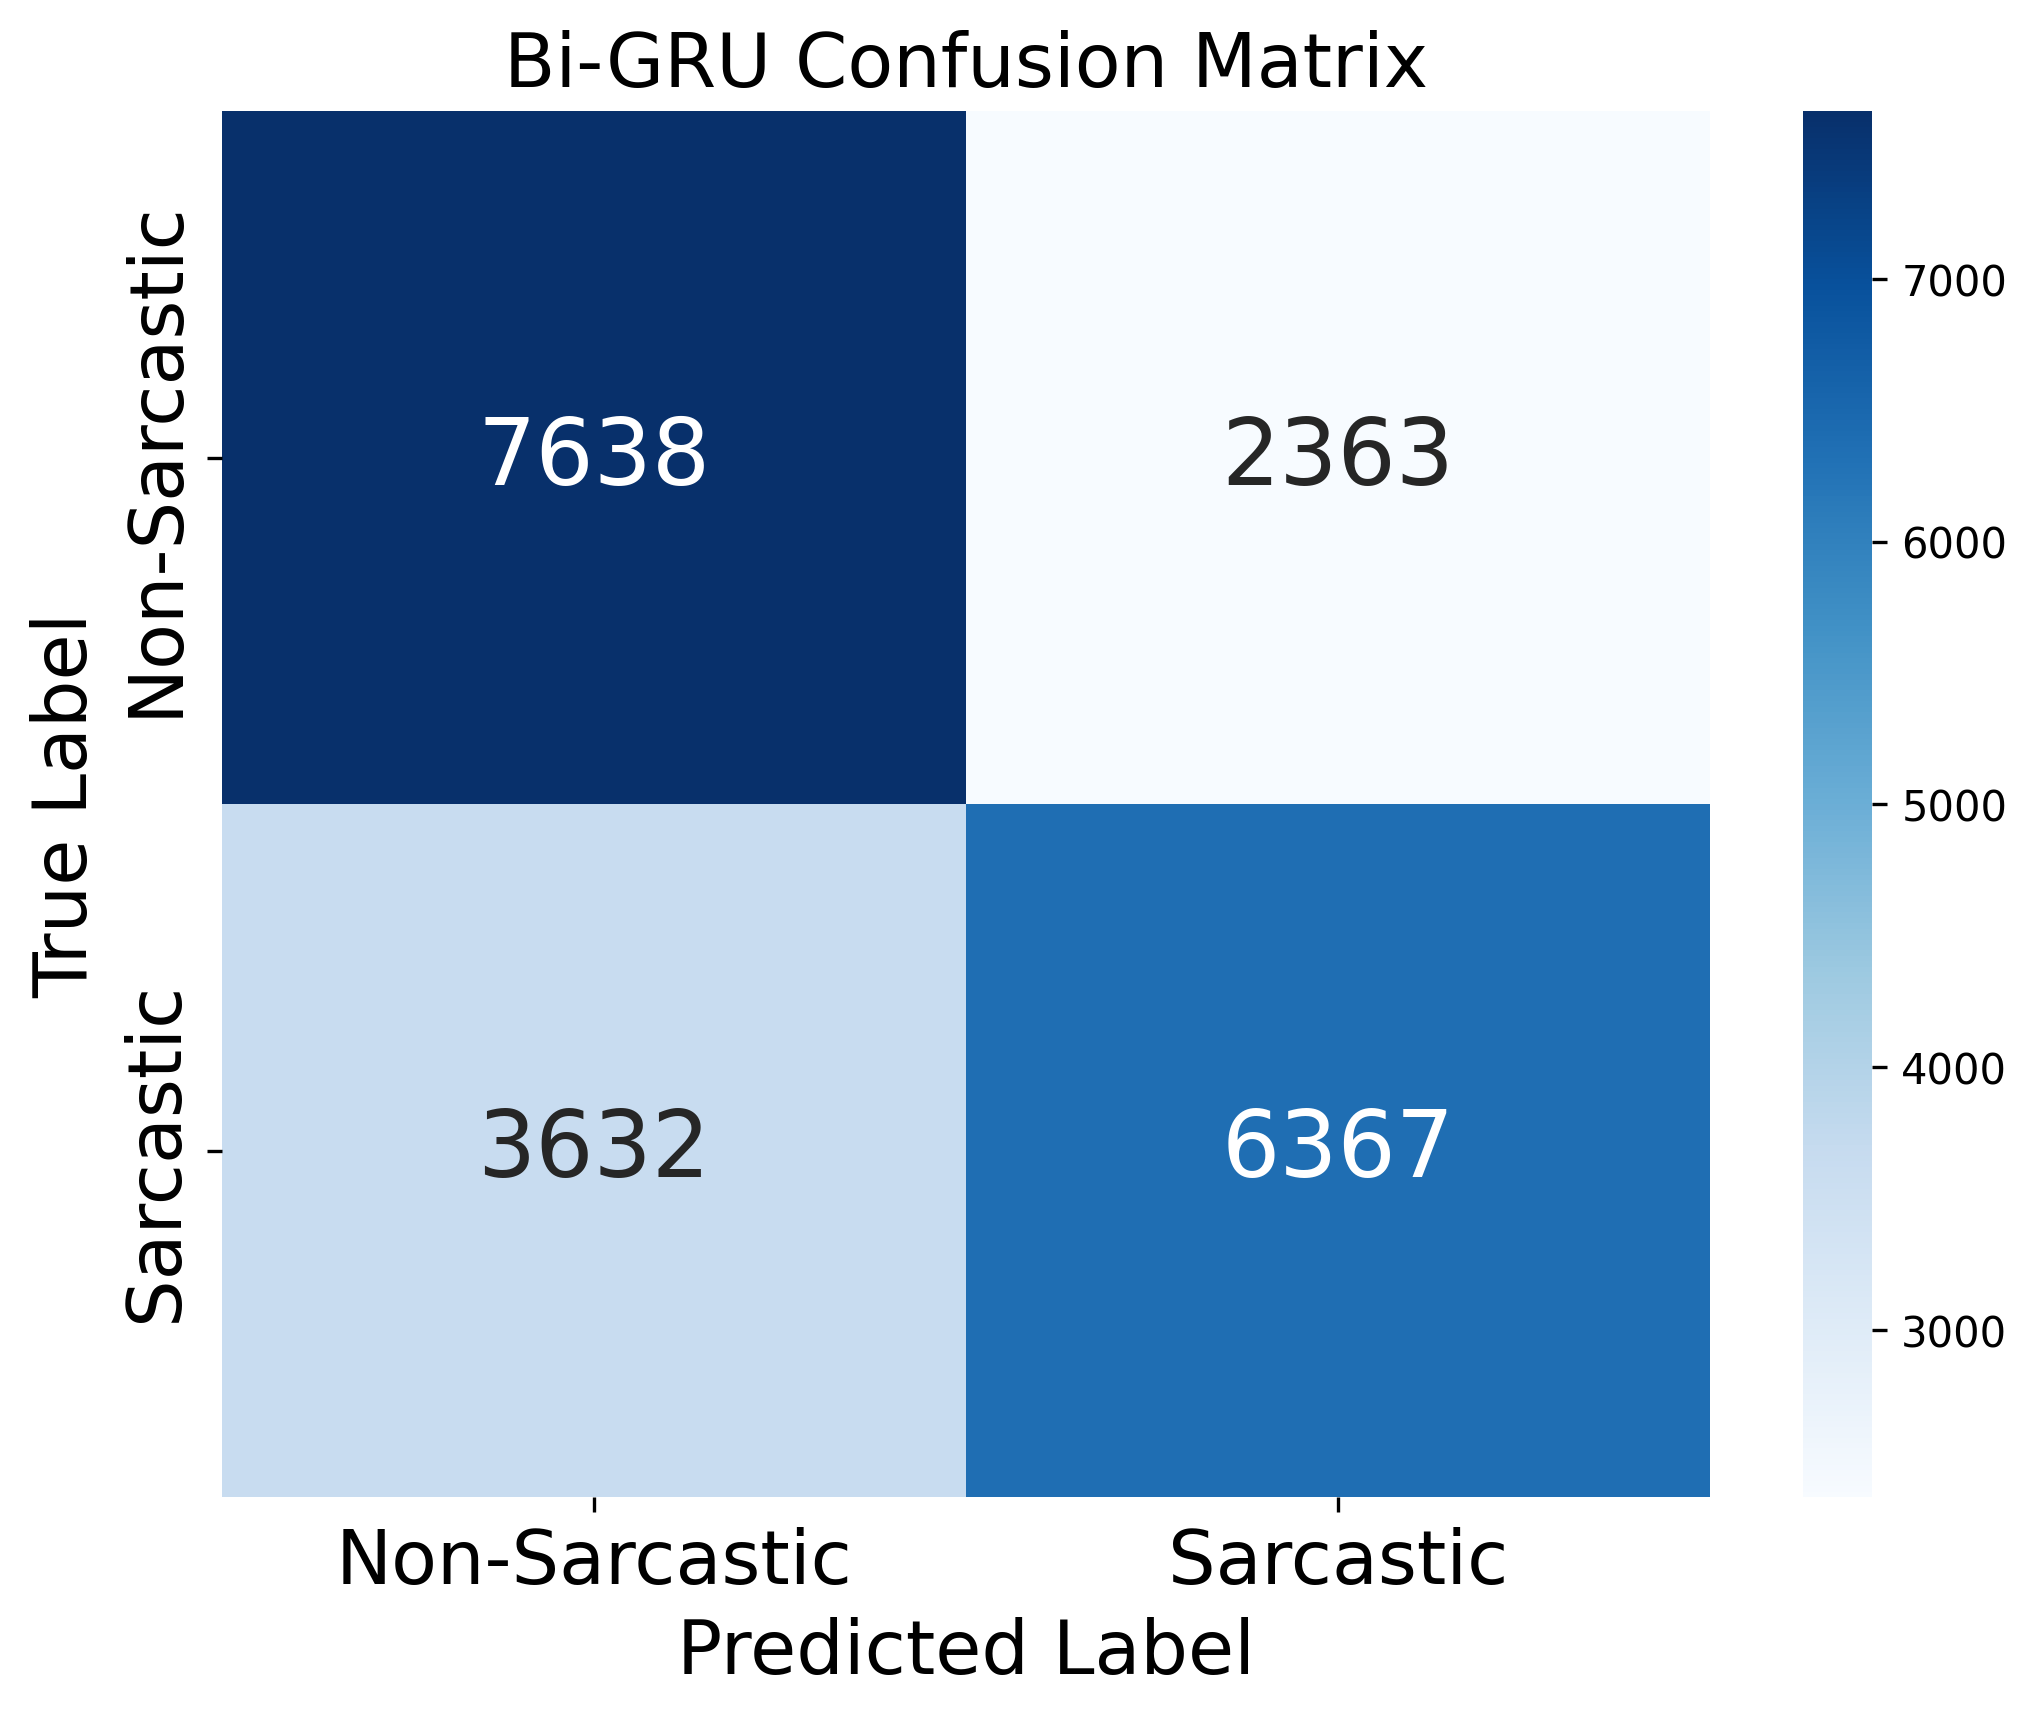 Bi-GRU Confusion Matrix
True Label
Non-Sarcastic
Sarcastic
7638
2363
3632
6367
Non-Sarcastic
Sarcastic
Predicted Label
7000
6000
5000
4000
3000